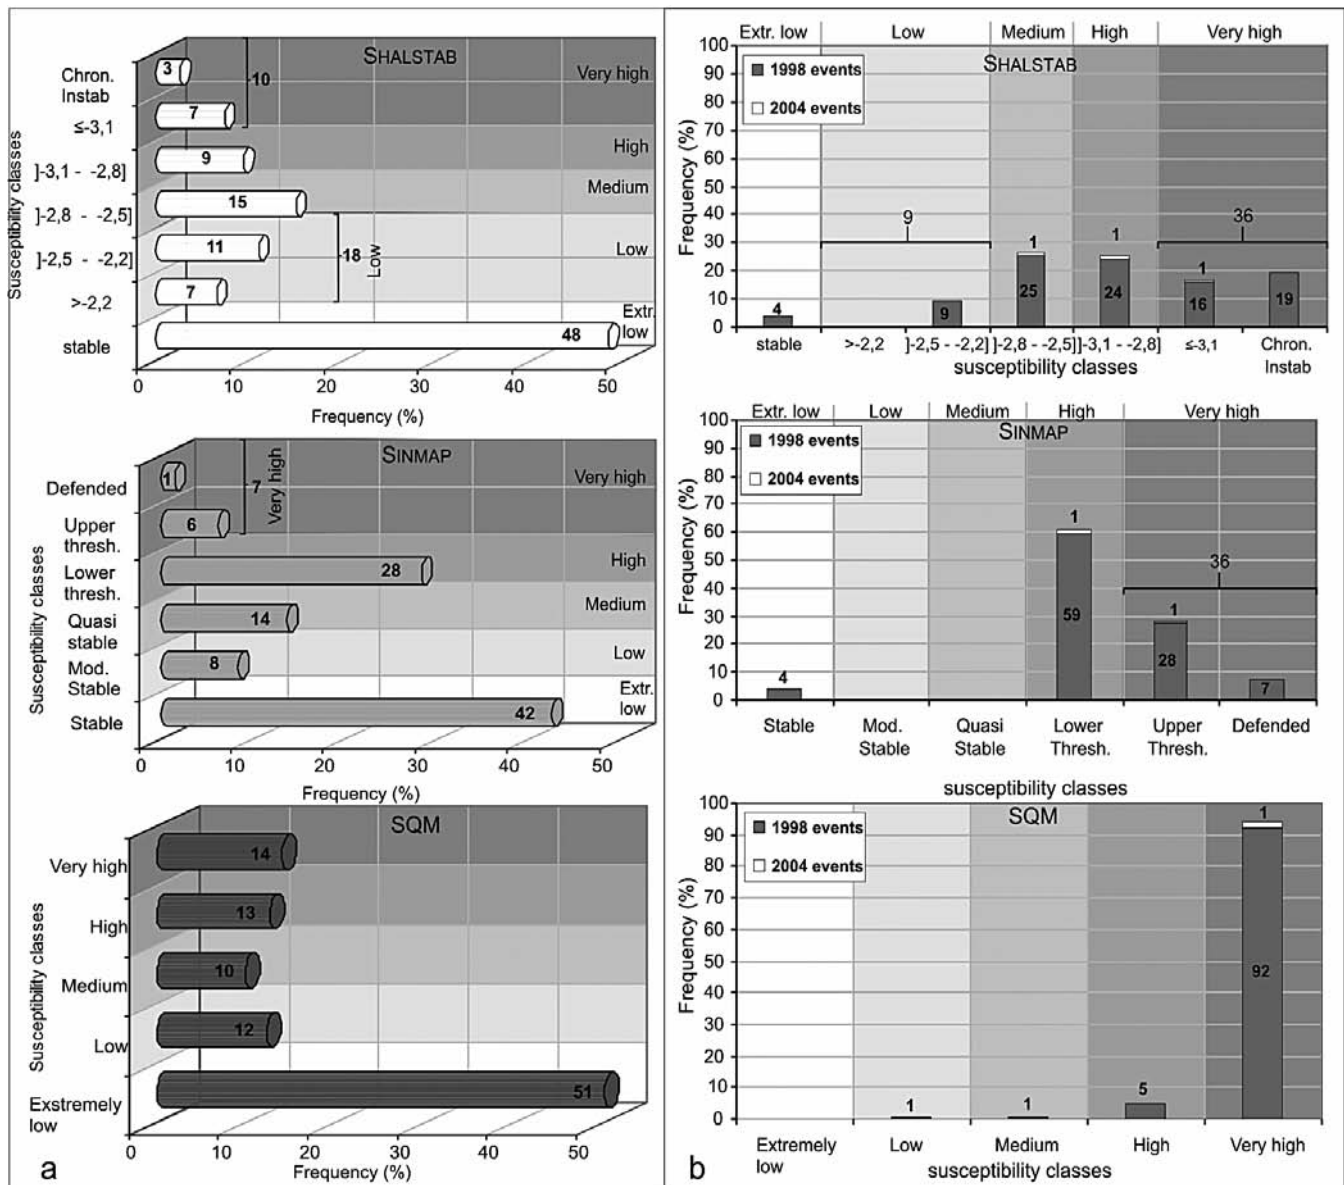 SHALSTAB
Susceptibility classes
Chron.
Instab
≤-3,1
]-3,1 - -2,8]
]-2,8 - -2,5]
]-2,5 - -2,2]
>-2,2
stable
3
10
7
9
15
11
18
Low
7
48
Very high
High
Medium
Low
Extr.
low
0 10 20 30 40 50
Frequency (%)
SINMAP
Susceptibility classes
Defended
Upper
thresh.
Lower
thresh.
Quasi
stable
Mod.
Stable
Stable
1
7
Very high
6
28
14
8
42
Very high
High
Medium
Low
Extr.
low
0 10 20 30 40 50
Frequency (%)
SQM
Susceptibility classes
Very high
High
Medium
Low
Exstremely
low
14
13
10
12
51
0 10 20 30 40 50
Frequency (%)
a
Extr. low Low Medium High Very high
SHALSTAB
1998 events
2004 events
Frequency (%)
100
90
80
70
60
50
40
30
20
10
0
9 36
1 1 1
4 9 25 24 16 19
stable >-2,2 ]-2,5 - -2,2] ]-2,8 - -2,5] ]-3,1 - -2,8] ≤-3,1 Chron.
Instab
susceptibility classes
Extr. low Low Medium High Very high
SINMAP
1998 events
2004 events
Frequency (%)
100
90
80
70
60
50
40
30
20
10
0
1 36
1
4 59 28 7
Stable Mod. Quasi Lower Upper Defended
Stable Stable Thresh. Thresh.
susceptibility classes
SQM
1998 events
2004 events
Frequency (%)
100
90
80
70
60
50
40
30
20
10
0
1
92
1 1 5
Extremely Low Medium High Very high
low
susceptibility classes
b